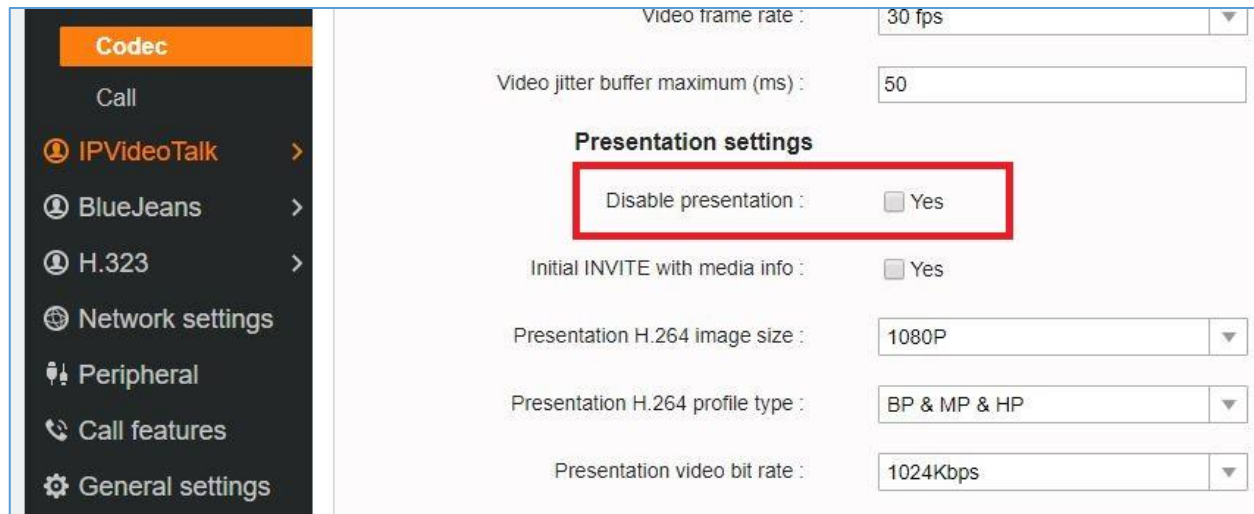 Codec
Call
IPVideoTalk
BlueJeans
H.323
Network settings
Peripheral
Call features
General settings
Video frame rate : 30 fps
Video jitter buffer maximum (ms) : 50
Presentation settings
Disable presentation : Yes
Initial INVITE with media info : Yes
Presentation H.264 image size : 1080P
Presentation H.264 profile type : BP & MP & HP
Presentation video bit rate : 1024Kbps